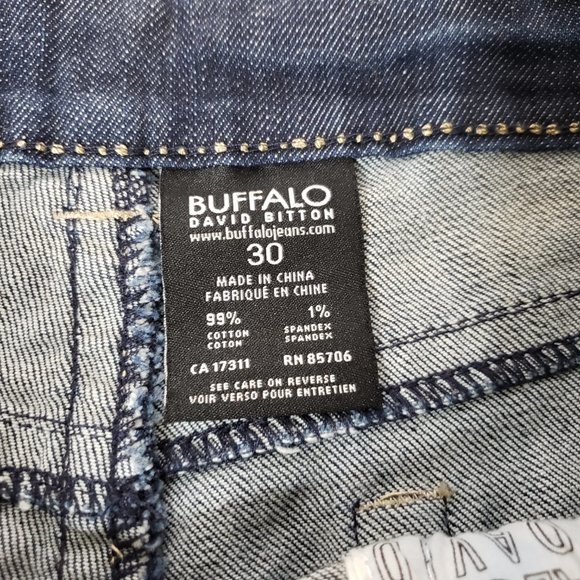 BUFFALO
DAVID BITTON
www.buffalojeans.com
30
MADE IN CHINA
FABRIQUÉ EN CHINE
99% 1%
COTTON SPANDEX
COTON SPANDEX
CA 17311 RN 85706
SEE CARE ON REVERSE
VOIR VERSO POUR ENTRETIEN